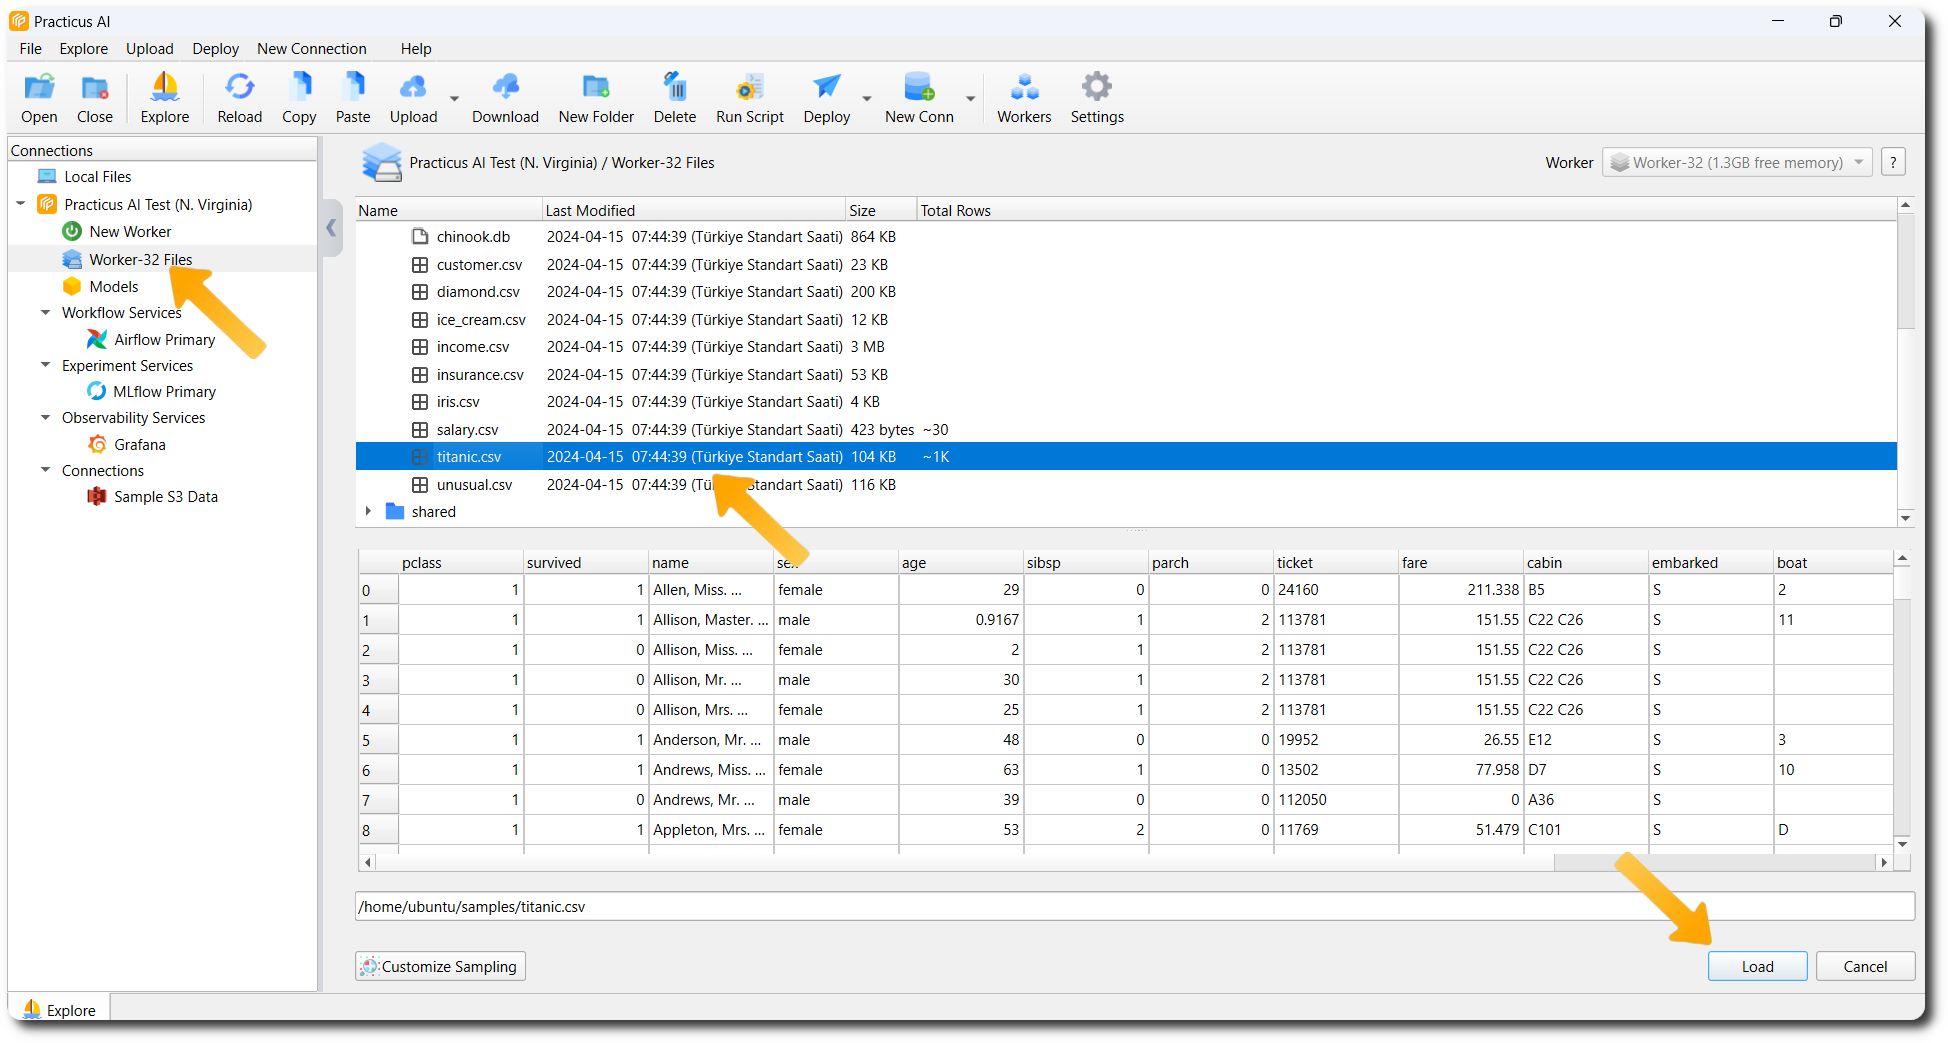 Practicus AI
File Explore Upload Deploy New Connection Help
Open Close Explore Reload Copy Paste Upload Download New Folder Delete Run Script Deploy New Conn Workers Settings
Connections
Local Files
Practicus AI Test (N. Virginia)
New Worker
Worker-32 Files
Models
Workflow Services
Airflow Primary
Experiment Services
MLflow Primary
Observability Services
Grafana
Connections
Sample S3 Data
Practicus AI Test (N. Virginia) / Worker-32 Files
Worker Worker-32 (1.3GB free memory) ?
Name Last Modified Size Total Rows
chinook.db 2024-04-15 07:44:39 (Türkiye Standart Saati) 864 KB
customer.csv 2024-04-15 07:44:39 (Türkiye Standart Saati) 23 KB
diamond.csv 2024-04-15 07:44:39 (Türkiye Standart Saati) 200 KB
ice_cream.csv 2024-04-15 07:44:39 (Türkiye Standart Saati) 12 KB
income.csv 2024-04-15 07:44:39 (Türkiye Standart Saati) 3 MB
insurance.csv 2024-04-15 07:44:39 (Türkiye Standart Saati) 53 KB
iris.csv 2024-04-15 07:44:39 (Türkiye Standart Saati) 4 KB
salary.csv 2024-04-15 07:44:39 (Türkiye Standart Saati) 423 bytes ~30
titanic.csv 2024-04-15 07:44:39 (Türkiye Standart Saati) 104 KB ~1K
unusual.csv 2024-04-15 07:44:39 Standart Saati) 116 KB
shared
pclass survived name age sibsp parch ticket fare cabin embarked boat
0 1 1 Allen, Miss. ... female 29 0 0 24160 211.338 B5 S 2
1 1 1 Allison, Master. ... male 0.9167 1 2 113781 151.55 C22 C26 S 11
2 1 0 Allison, Miss. ... female 2 1 2 113781 151.55 C22 C26 S
3 1 0 Allison, Mr. ... male 30 1 2 113781 151.55 C22 C26 S
4 1 0 Allison, Mrs. ... female 25 1 2 113781 151.55 C22 C26 S
5 1 1 Anderson, Mr. ... male 48 0 0 19952 26.55 E12 S 3
6 1 1 Andrews, Miss. ... female 63 1 0 13502 77.958 D7 S 10
7 1 0 Andrews, Mr. ... male 39 0 0 112050 0 A36 S
8 1 1 Appleton, Mrs. ... female 53 2 0 11769 51.479 C101 S D
/home/ubuntu/samples/titanic.csv
Customize Sampling Load Cancel
Explore